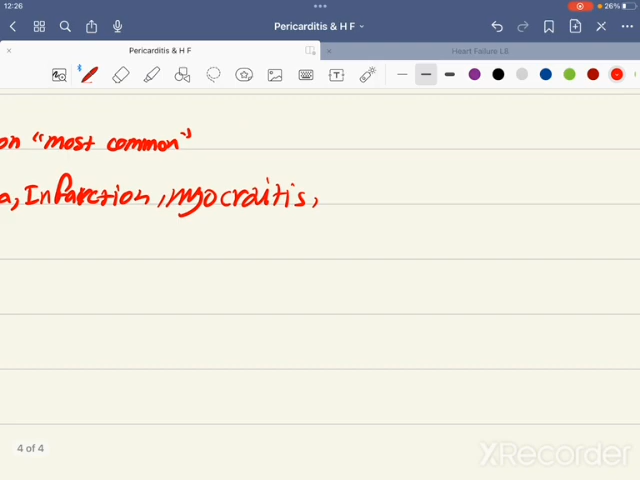 12:26
26%
Pericarditis & H F
Pericarditis & H F
Heart Failure L8
on "most common"
a, Infarction, myocraitis,
4 of 4
XRecorder